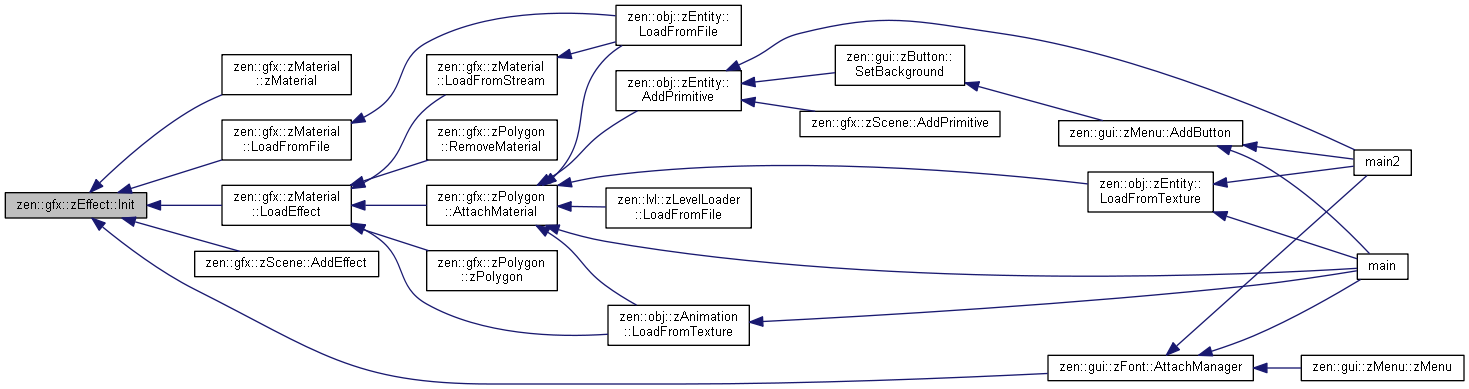 zen::gfx::zEffect::Init
zen::gfx::zMaterial
::zMaterial
zen::gfx::zMaterial
::LoadFromFile
zen::gfx::zMaterial
::LoadEffect
zen::gfx::zScene::AddEffect
zen::gfx::zMaterial
::LoadFromStream
zen::gfx::zPolygon
::RemoveMaterial
zen::gfx::zPolygon
::AttachMaterial
zen::gfx::zPolygon
::zPolygon
zen::obj::zEntity::
LoadFromFile
zen::obj::zEntity::
AddPrimitive
zen::lvl::zLevelLoader
::LoadFromFile
zen::obj::zAnimation
::LoadFromTexture
zen::gui::zButton::
SetBackground
zen::gfx::zScene::AddPrimitive
zen::gui::zMenu::AddButton
zen::obj::zEntity::
LoadFromTexture
zen::gui::zFont::AttachManager
main2
main
zen::gui::zMenu::zMenu